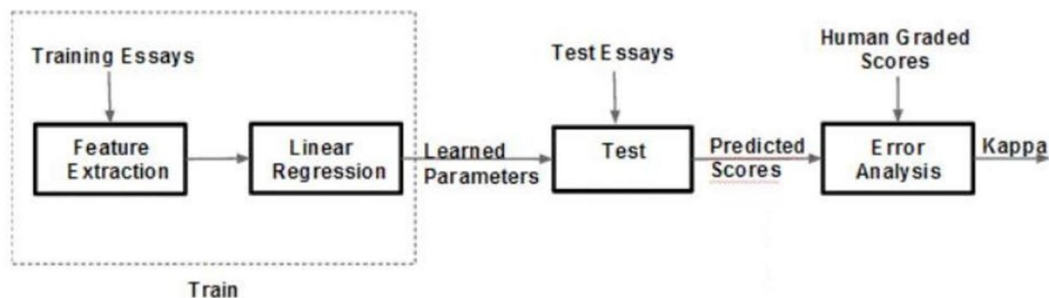 Training Essays
Feature
Extraction
Linear
Regression
Learned
Parameters
Test Essays
Test
Predicted
Scores
Human Graded
Scores
Error
Analysis
Kappa
Train